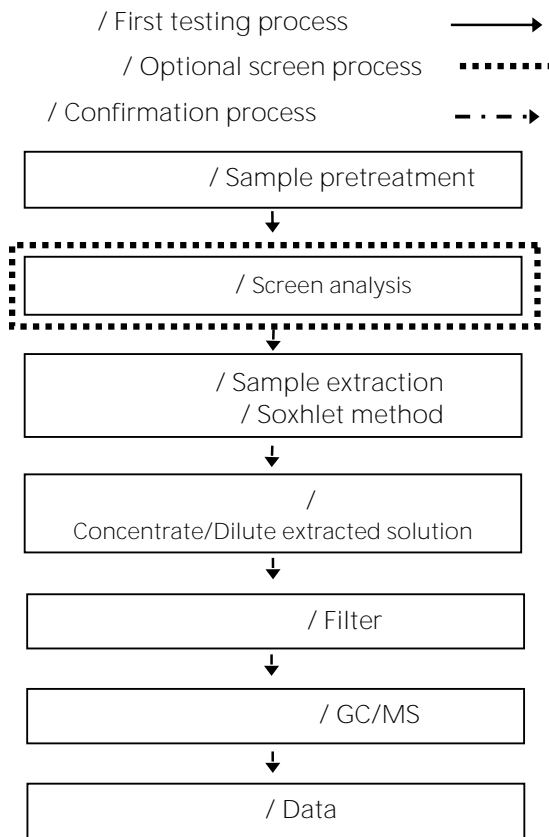 / First testing process
/ Optional screen process
/ Confirmation process
/ Sample pretreatment
/ Screen analysis
/ Sample extraction
/ Soxhlet method
/
Concentrate/Dilute extracted solution
/ Filter
/ GC/MS
/ Data